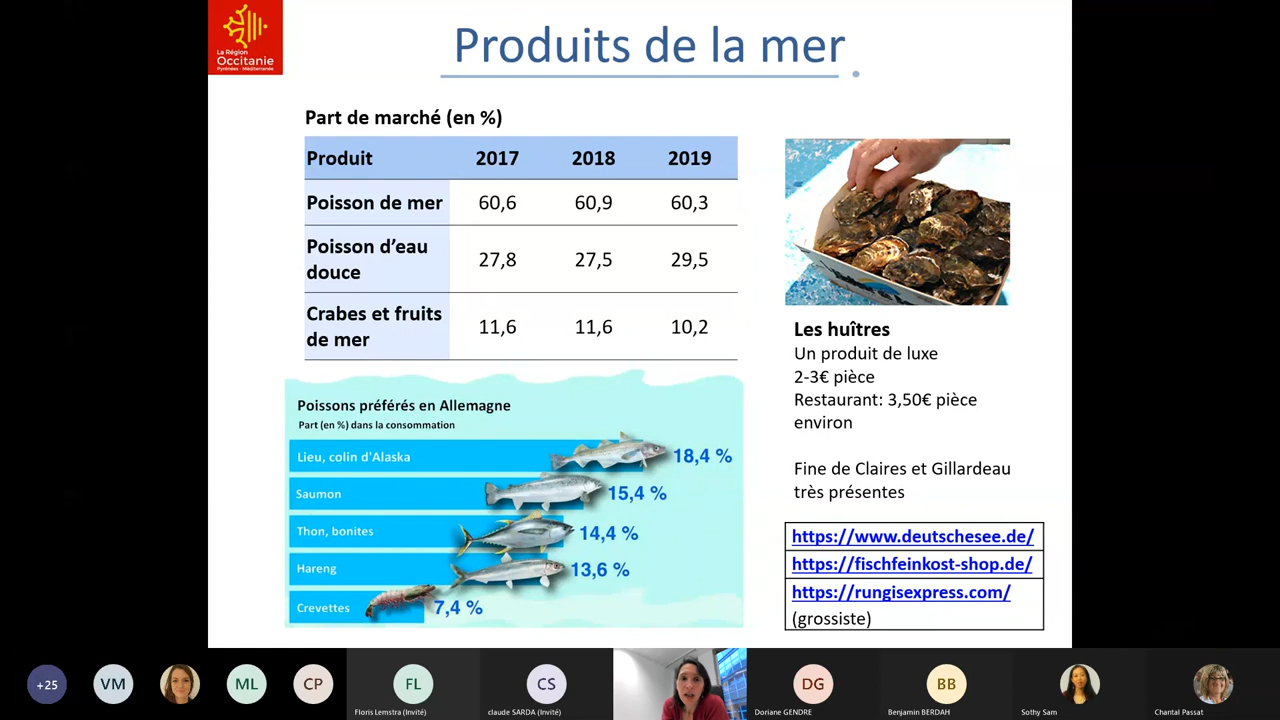 La Région
Occitanie
Pyrénées - Méditerranée
Produits de la mer
Part de marché (en %)
Produit 2017 2018 2019
Poisson de mer 60,6 60,9 60,3
Poisson d’eau
douce 27,8 27,5 29,5
Crabes et fruits
de mer 11,6 11,6 10,2
Poissons préférés en Allemagne
Part (en %) dans la consommation
Lieu, colin d'Alaska 18,4 %
Saumon 15,4 %
Thon, bonites 14,4 %
Hareng 13,6 %
Crevettes 7,4 %
Les huîtres
Un produit de luxe
2-3€ pièce
Restaurant: 3,50€ pièce
environ
Fine de Claires et Gillardeau
très présentes
https://www.deutschesee.de/
https://fischfeinkost-shop.de/
https://rungisexpress.com/
(grossiste)
+25 VM ML CP FL CS DG BB
Floris Lemstra (Invité) claude SARDA (Invité) Doriane GENDRE Benjamin BERDAH Sothy Sam Chantal Passat